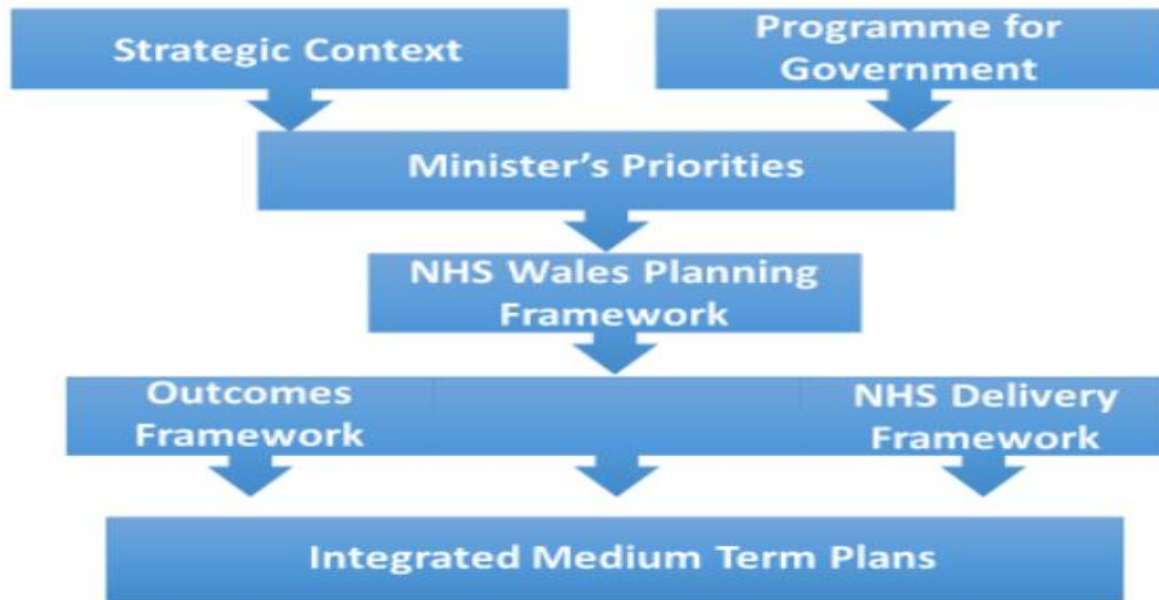 Strategic Context
Programme for
Government
Minister's Priorities
NHS Wales Planning
Framework
Outcomes
Framework
NHS Delivery
Framework
Integrated Medium Term Plans